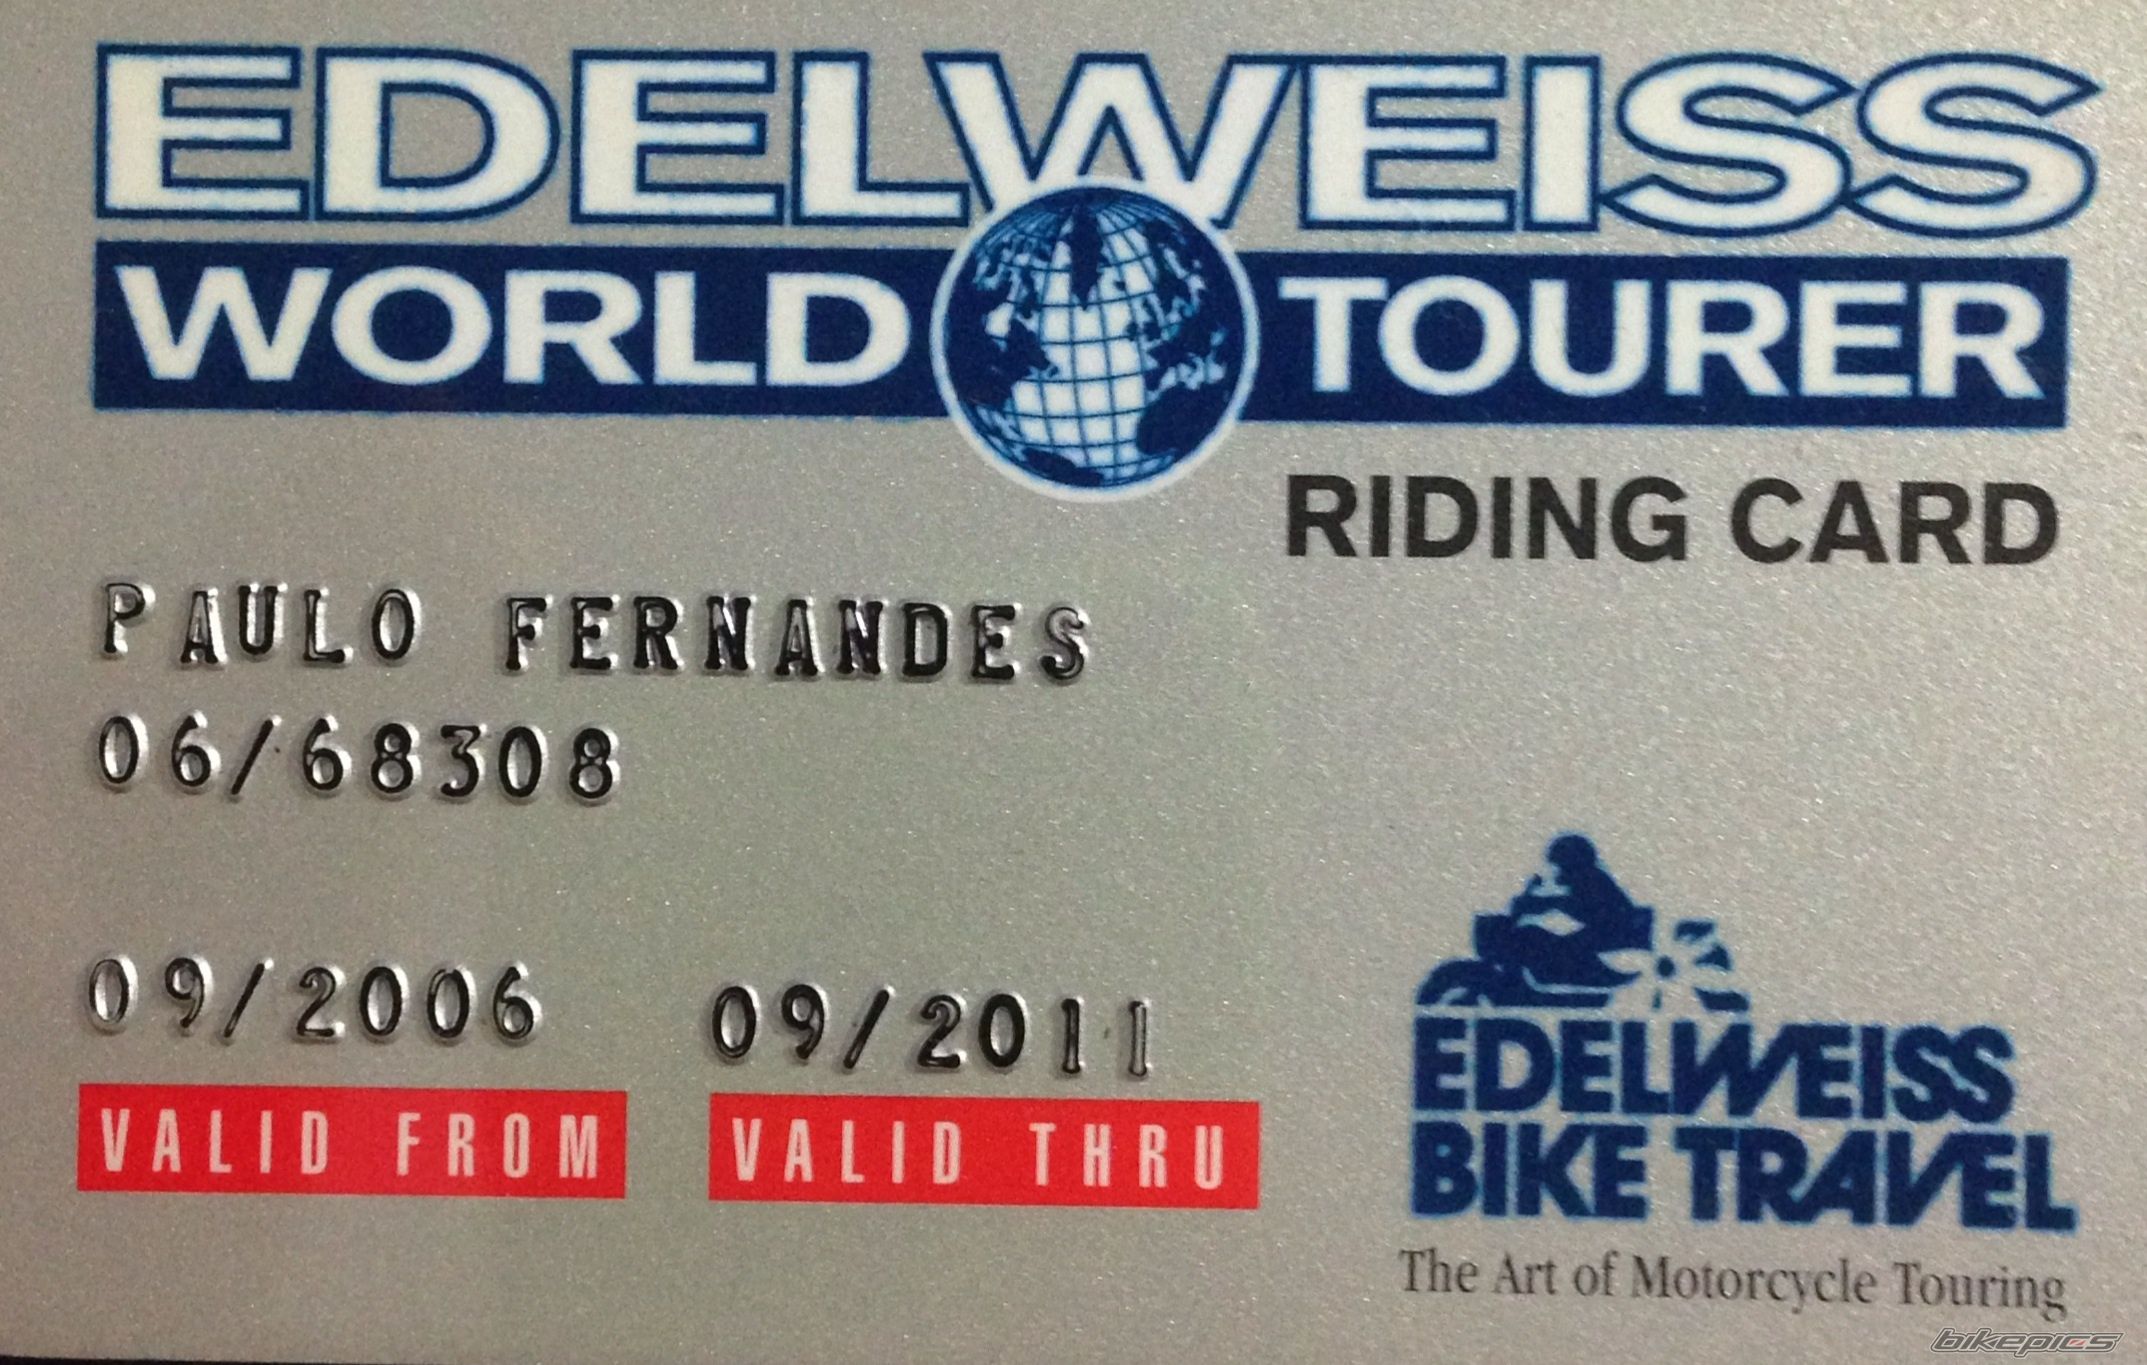 EDELWEISS
WORLD TOURER
RIDING CARD
PAULO FERNANDES
06/68308
09/2006 09/2011
VALID FROM VALID THRU
EDELWEISS
BIKE TRAVEL
The Art of Motorcycle Touring
bikepics